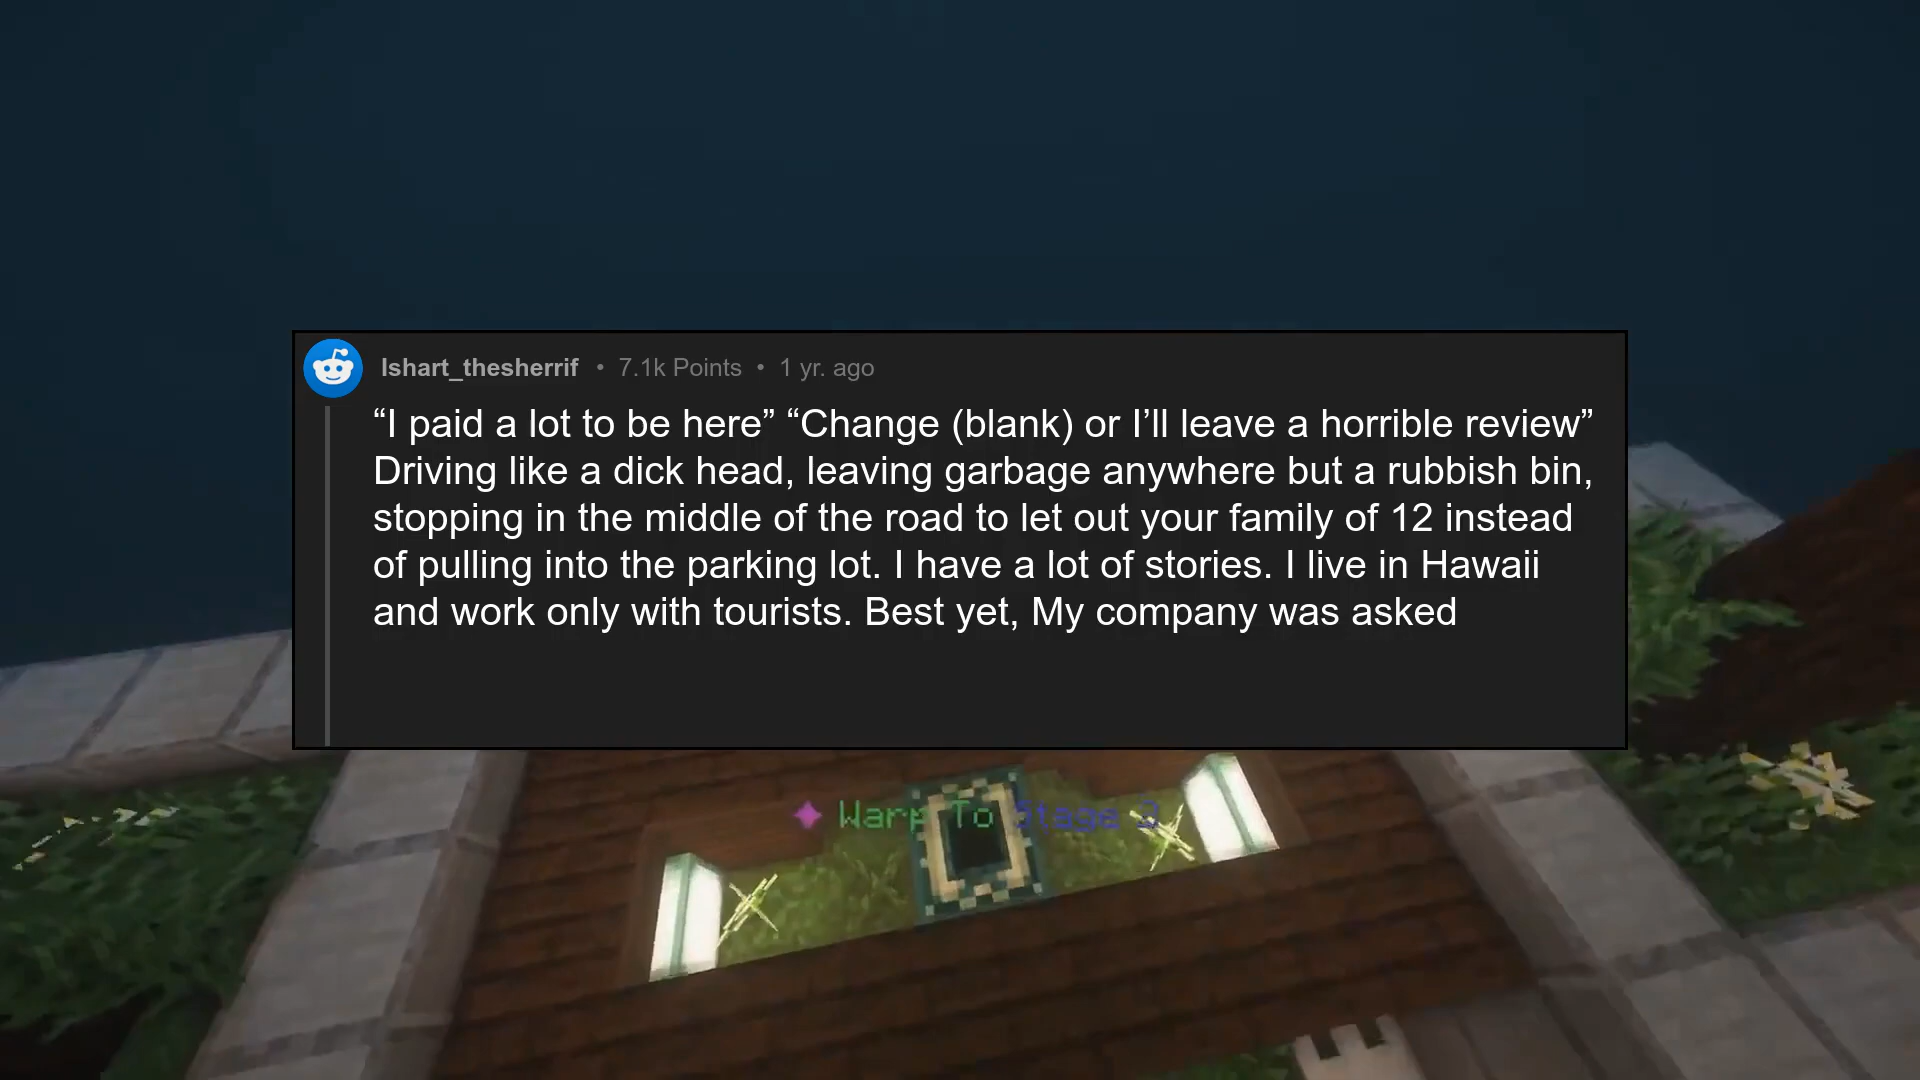 Ishart_thesherrif • 7.1k Points • 1 yr. ago
“I paid a lot to be here” “Change (blank) or I’ll leave a horrible review”
Driving like a dick head, leaving garbage anywhere but a rubbish bin,
stopping in the middle of the road to let out your family of 12 instead
of pulling into the parking lot. I have a lot of stories. I live in Hawaii
and work only with tourists. Best yet, My company was asked
Warp To Stage 2